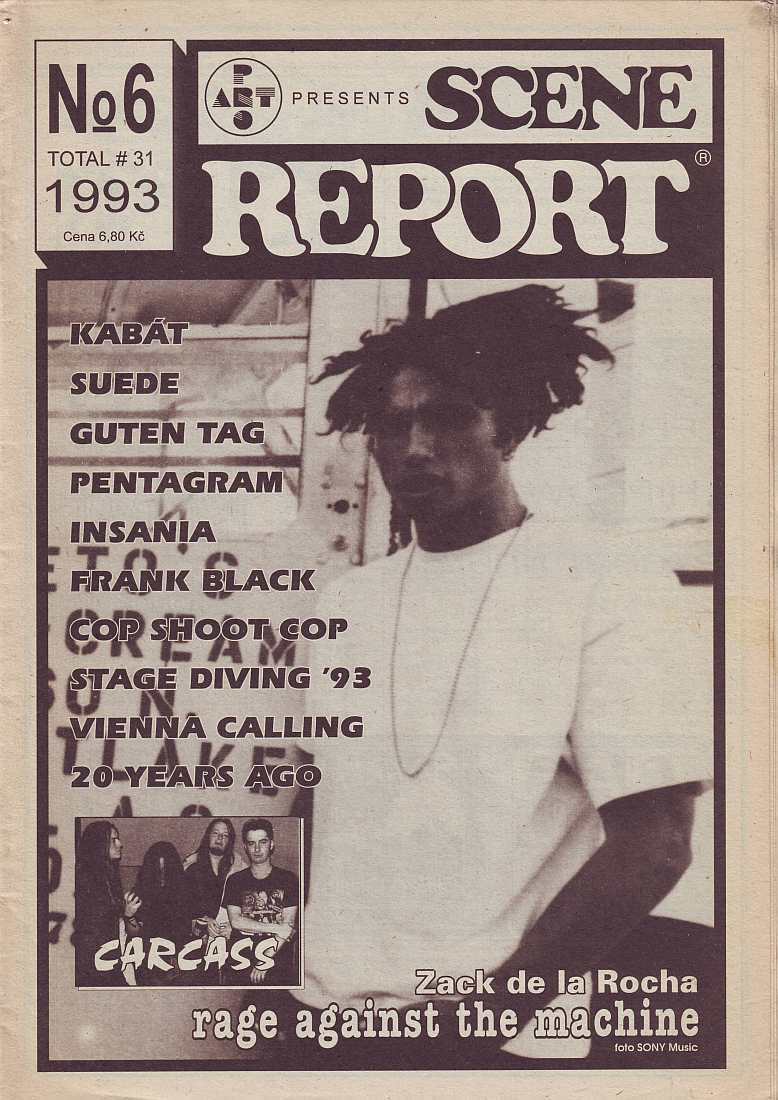 №6
TOTAL # 31
1993
Cena 6,80 Kč
PRO ART
PRESENTS
SCENE
REPORT®
KABÁT
SUEDE
GUTEN TAG
PENTAGRAM
INSANIA
FRANK BLACK
COP SHOOT COP
STAGE DIVING '93
VIENNA CALLING
20 YEARS AGO
CARCASS
Zack de la Rocha
rage against the machine
foto SONY Music